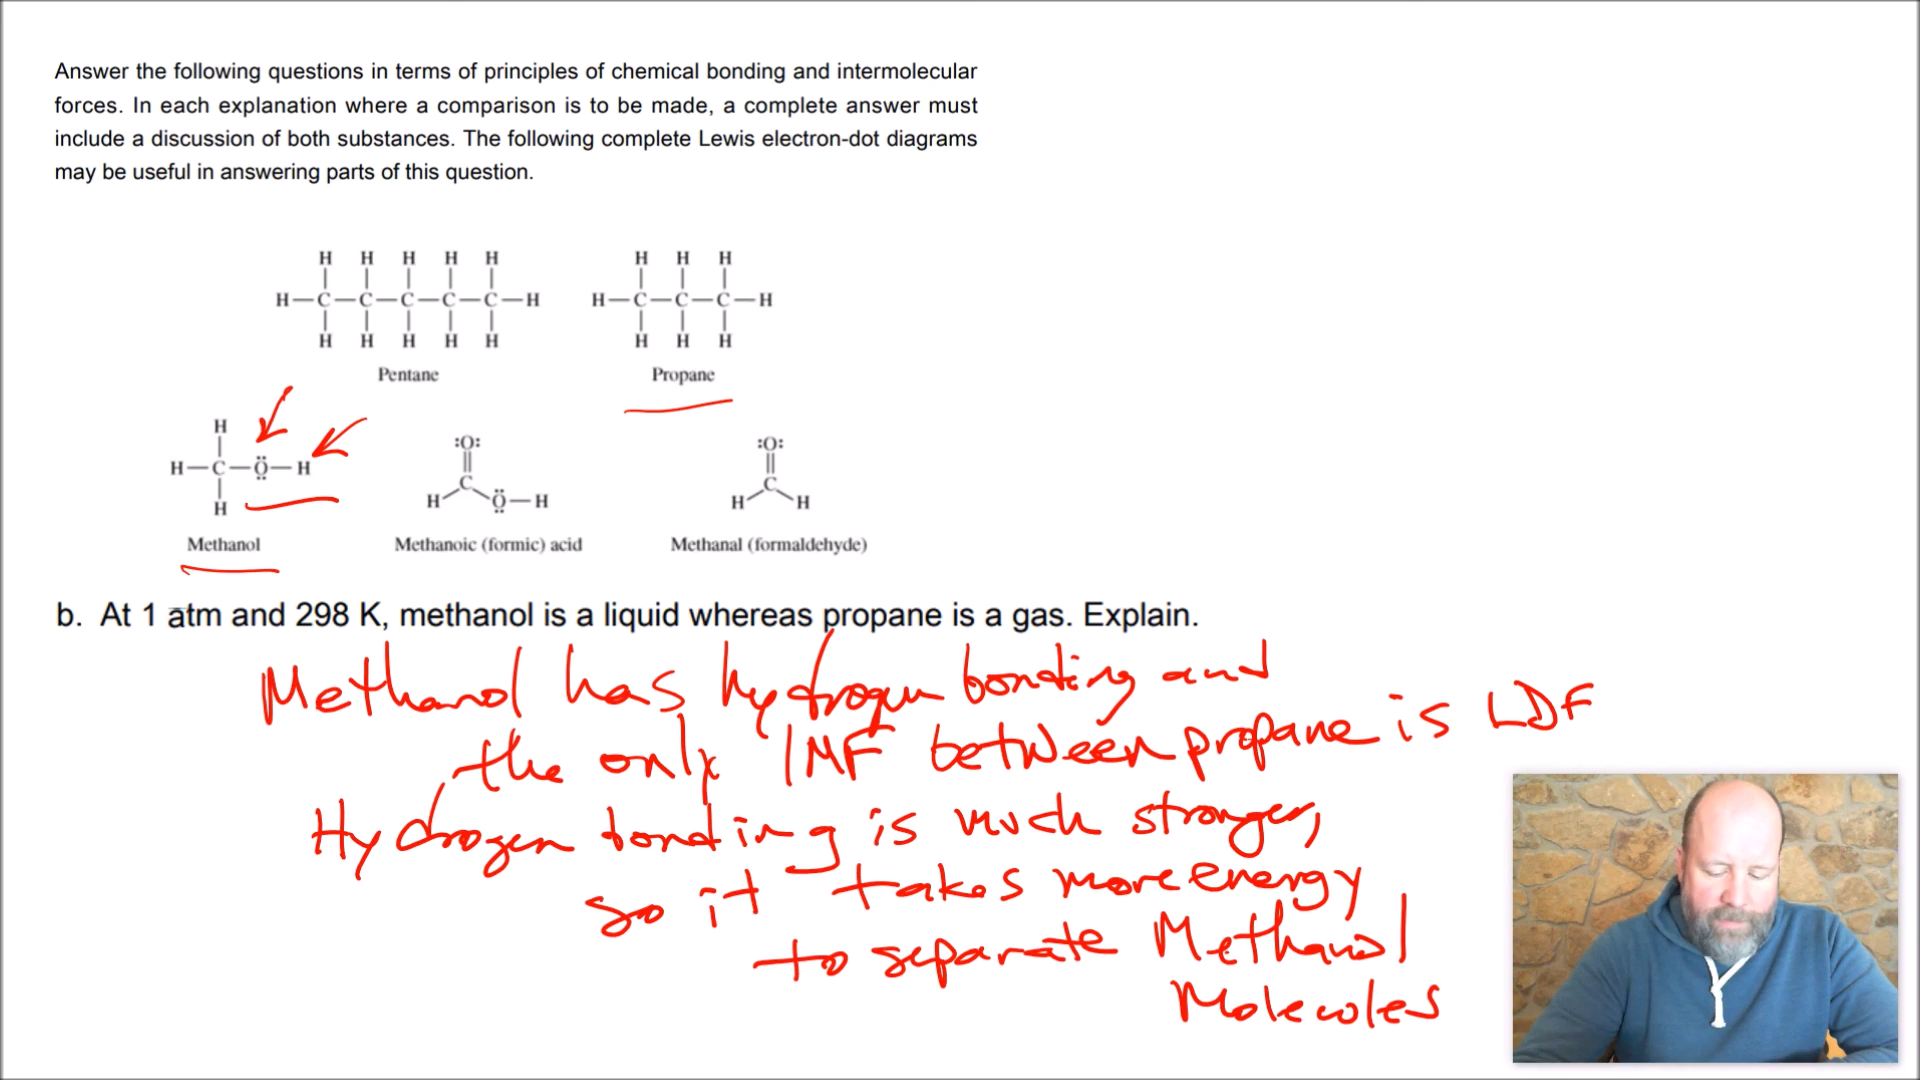 Answer the following questions in terms of principles of chemical bonding and intermolecular
forces. In each explanation where a comparison is to be made, a complete answer must
include a discussion of both substances. The following complete Lewis electron-dot diagrams
may be useful in answering parts of this question.
H H H H H
H—C—C—C—C—C—H
H H H H H
Pentane
H H H
H—C—C—C—H
H H H
Propane
H
H—C—Ö—H
H
Methanol
:O:
C
H Ö—H
Methanoic (formic) acid
:O:
C
H H
Methanal (formaldehyde)
b. At 1 atm and 298 K, methanol is a liquid whereas propane is a gas. Explain.
Methanol has hydrogen bonding and
the only IMF between propane is LDF
Hydrogen bonding is much stronger,
so it takes more energy
to separate Methanol
Molecules